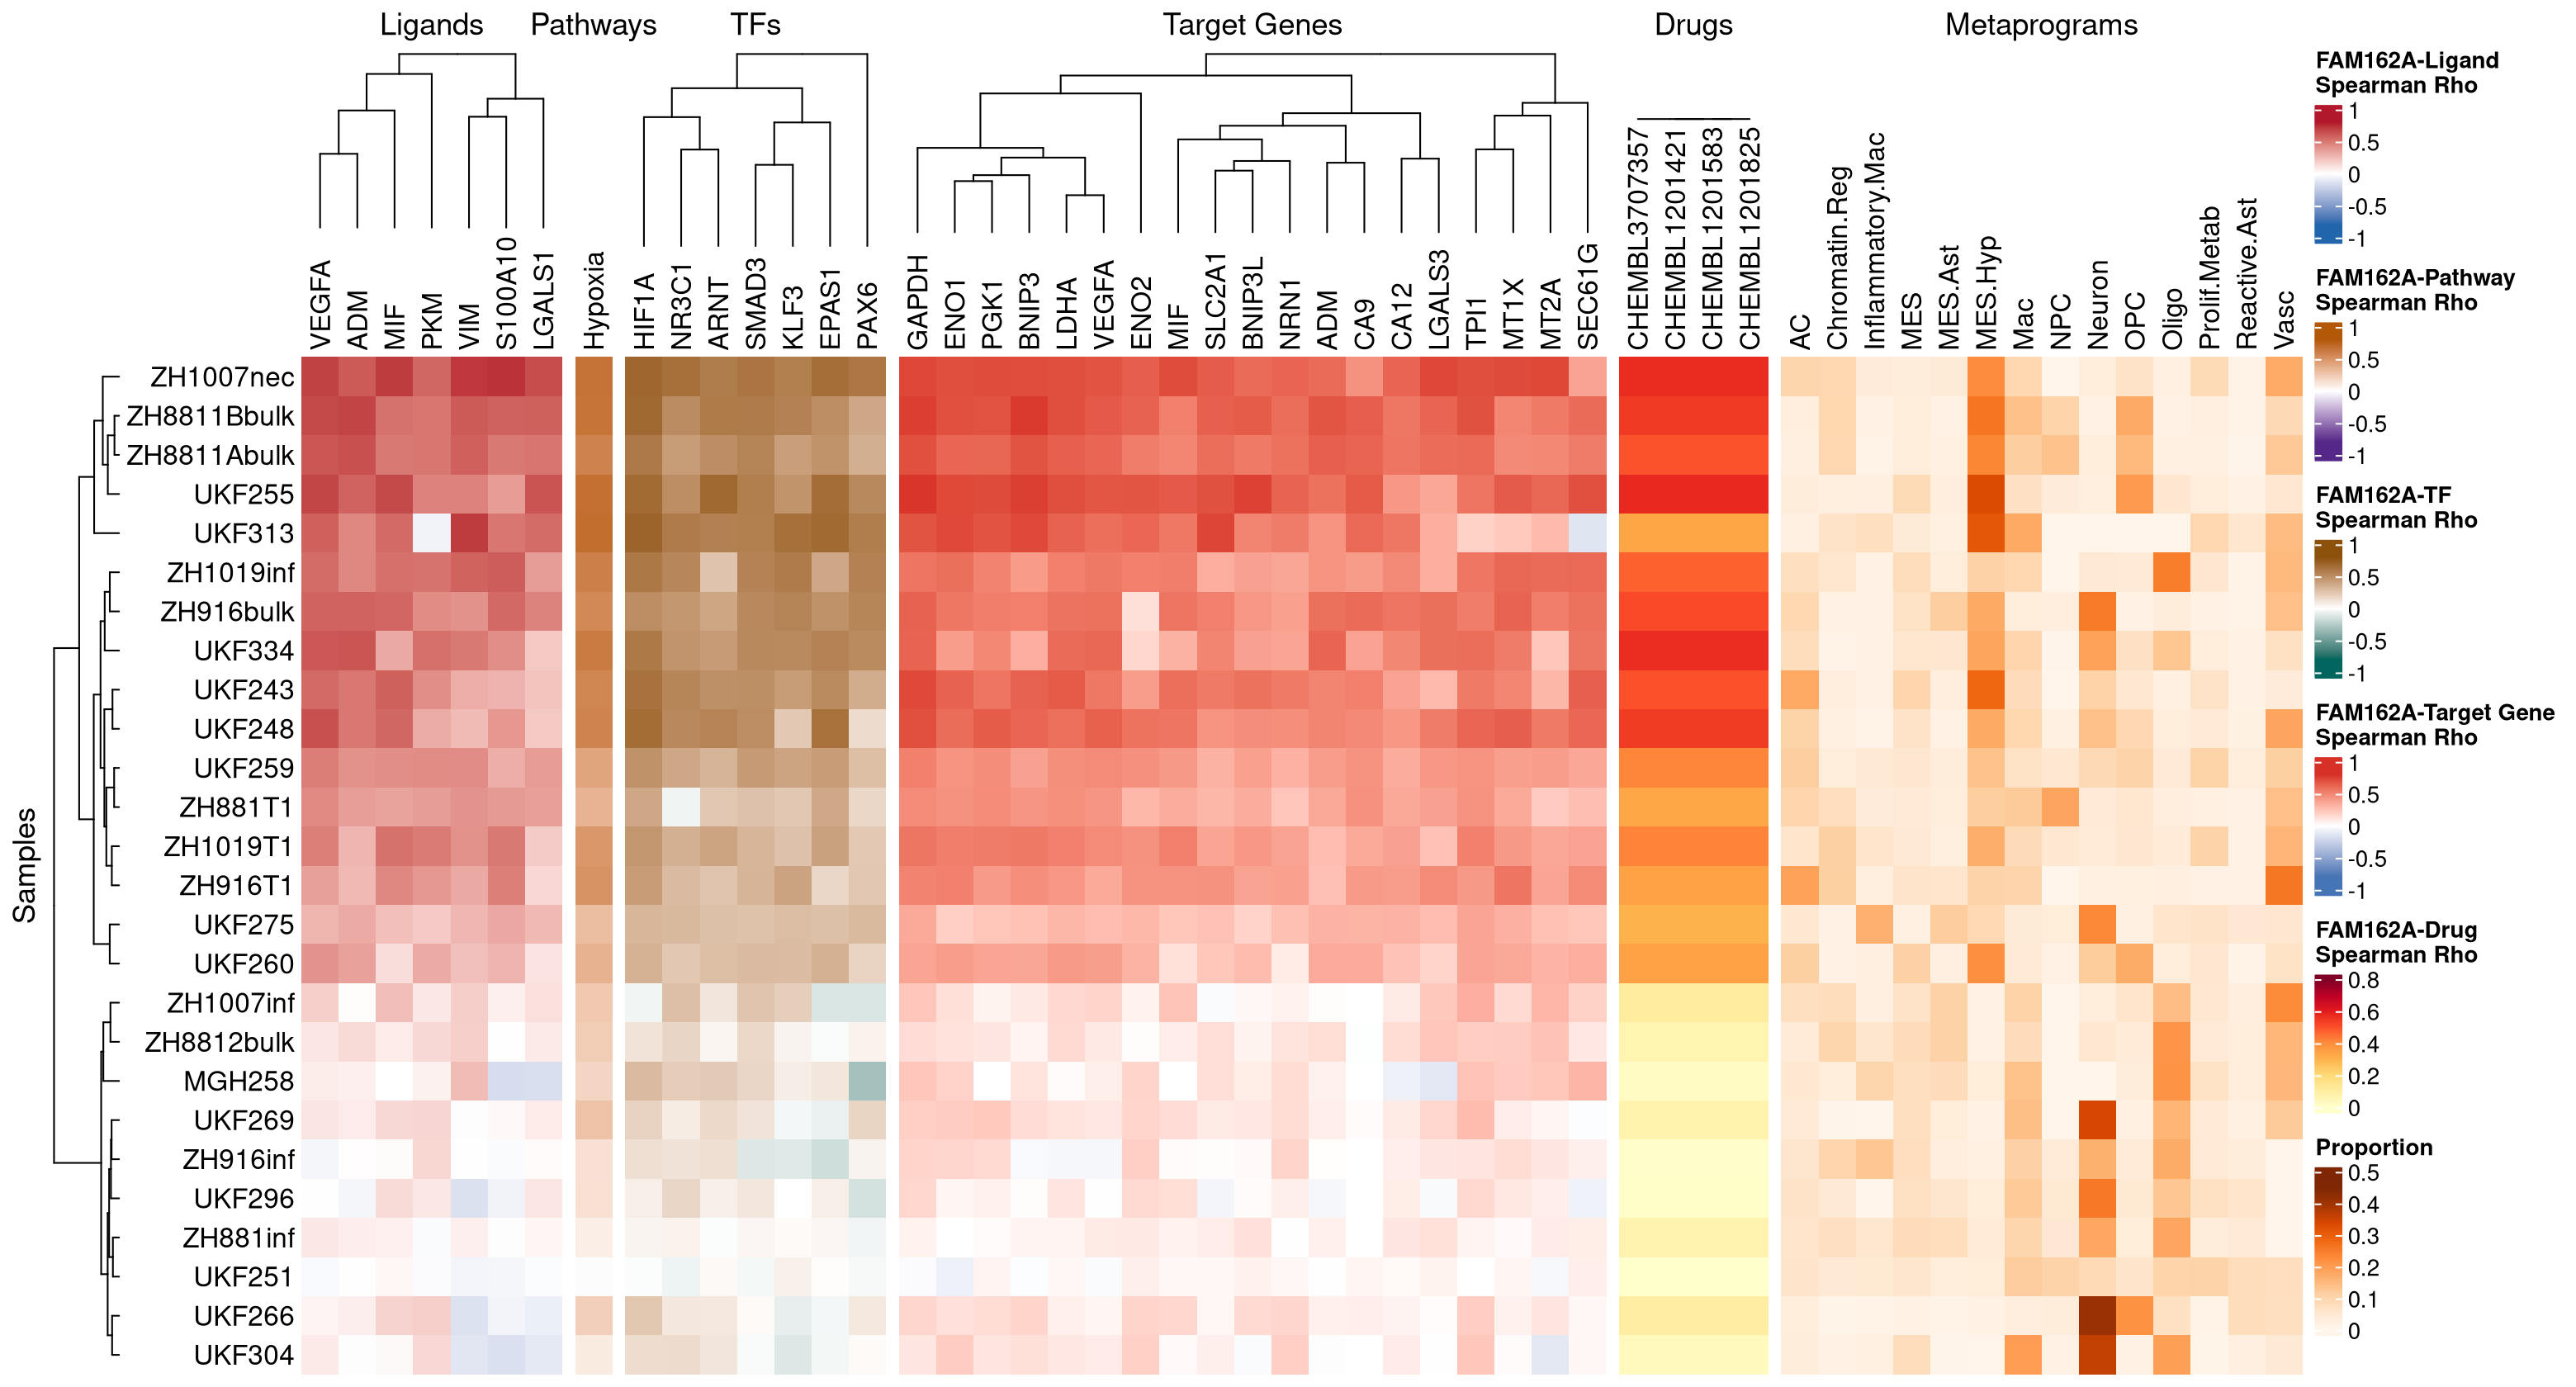 Ligands Pathways TFs Target Genes Drugs Metaprograms
VEGFA ADM MIF PKM VIM S100A10 LGALS1 Hypoxia HIF1A NR3C1 ARNT SMAD3 KLF3 EPAS1 PAX6 GAPDH ENO1 PGK1 BNIP3 LDHA VEGFA ENO2 MIF SLC2A1 BNIP3L NRN1 ADM CA9 CA12 LGALS3 TPI1 MT1X MT2A SEC61G CHEMBL3707357 CHEMBL1201421 CHEMBL1201583 CHEMBL1201825 AC Chromatin.Reg Inflammatory.Mac MES MES.Ast MES.Hyp Mac NPC Neuron OPC Oligo Prolif.Metab Reactive.Ast Vasc
Samples
ZH1007nec
ZH8811Bbulk
ZH8811Abulk
UKF255
UKF313
ZH1019inf
ZH916bulk
UKF334
UKF243
UKF248
UKF259
ZH881T1
ZH1019T1
ZH916T1
UKF275
UKF260
ZH1007inf
ZH8812bulk
MGH258
UKF269
ZH916inf
UKF296
ZH881inf
UKF251
UKF266
UKF304
FAM162A-Ligand
Spearman Rho
1
0.5
0
-0.5
-1
FAM162A-Pathway
Spearman Rho
1
0.5
0
-0.5
-1
FAM162A-TF
Spearman Rho
1
0.5
0
-0.5
-1
FAM162A-Target Gene
Spearman Rho
1
0.5
0
-0.5
-1
FAM162A-Drug
Spearman Rho
0.8
0.6
0.4
0.2
0
Proportion
0.5
0.4
0.3
0.2
0.1
0